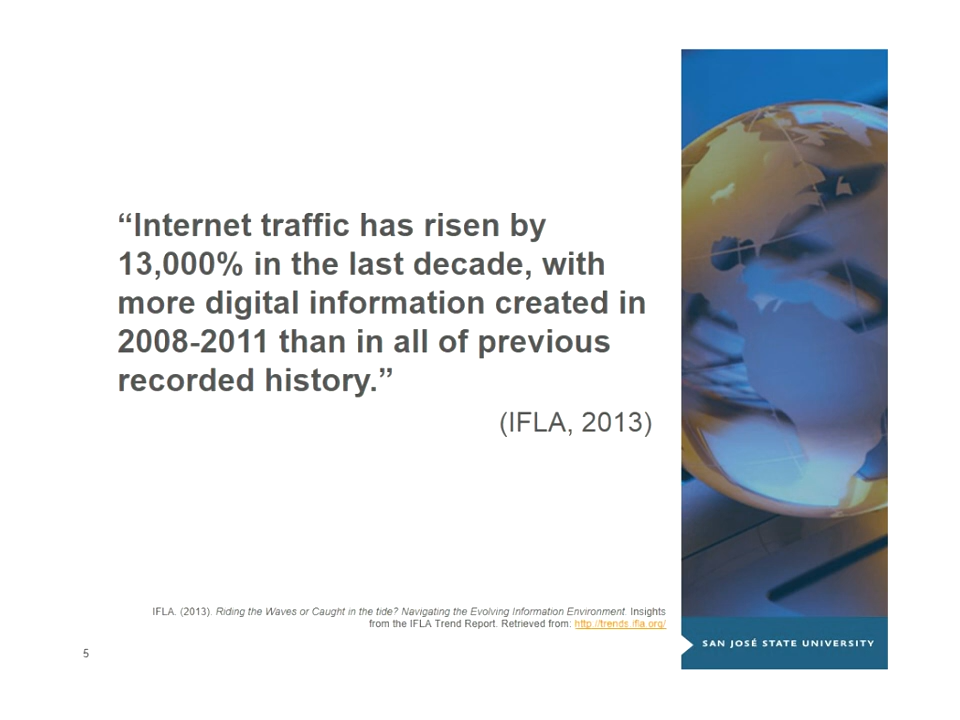 “Internet traffic has risen by
13,000% in the last decade, with
more digital information created in
2008-2011 than in all of previous
recorded history.”
(IFLA, 2013)
IFLA. (2013). Riding the Waves or Caught in the tide? Navigating the Evolving Information Environment. Insights
from the IFLA Trend Report. Retrieved from: http://trends.ifla.org/
5
SAN JOSÉ STATE UNIVERSITY